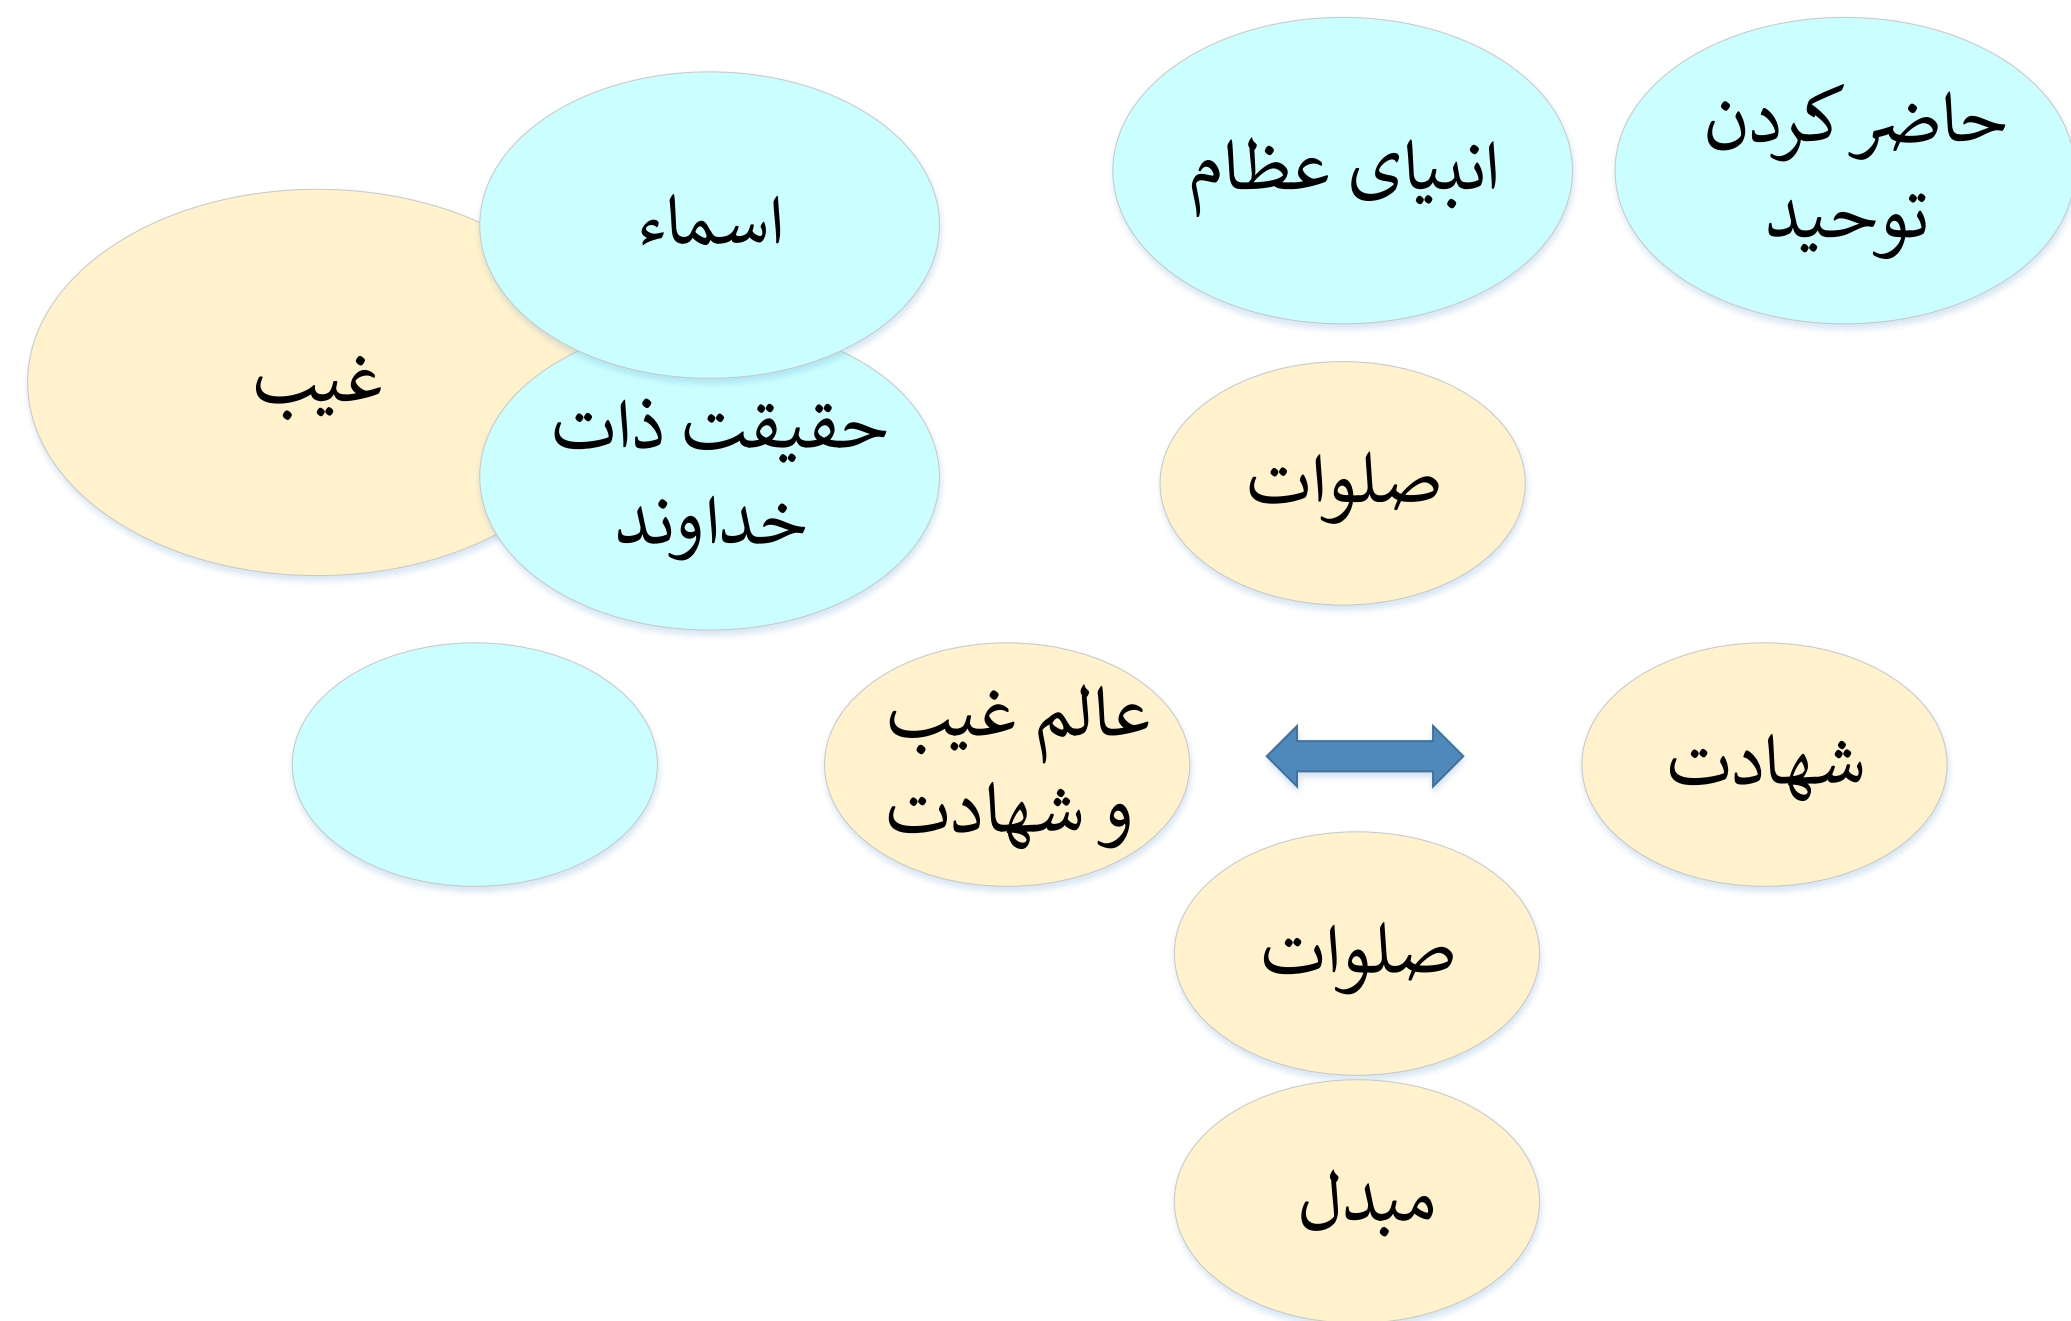 حاضر کردن
توحید
انبیای عظام
اسماء
غیب
حقیقت ذات
خداوند
صلوات
شهادت
عالم غیب
و شهادت
صلوات
مبدل